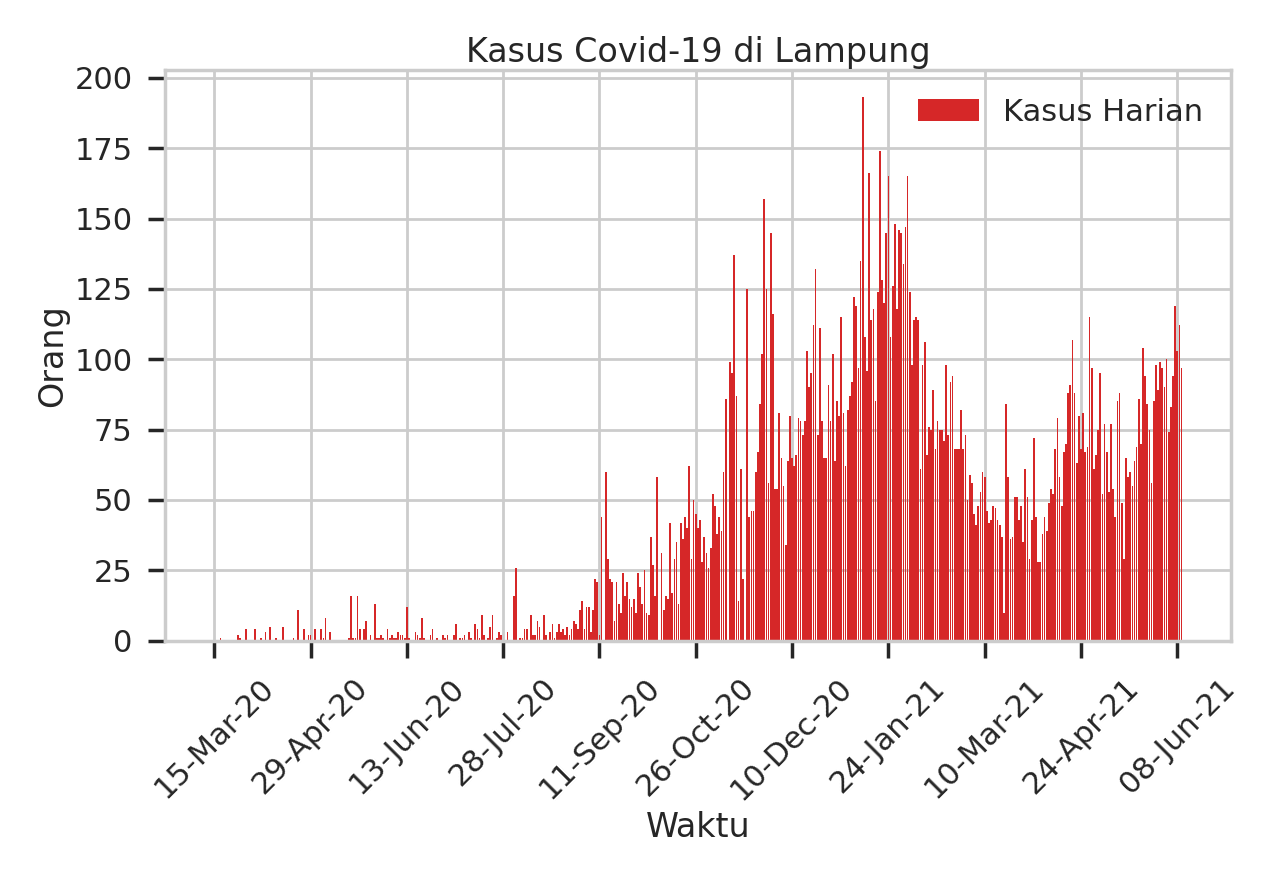 Kasus Covid-19 di Lampung
Kasus Harian
Orang
200
175
150
125
100
75
50
25
0
15-Mar-20
29-Apr-20
13-Jun-20
28-Jul-20
11-Sep-20
26-Oct-20
10-Dec-20
24-Jan-21
10-Mar-21
24-Apr-21
08-Jun-21
Waktu